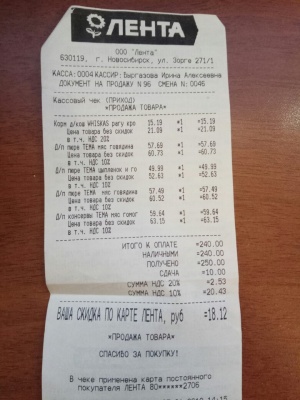 ЛЕНТА
ООО "Лента"
630119, г. Новосибирск, ул. Зорге 271/1
КАССА:0004 КАССИР: Быргазова Ирина Алексеевна
ДОКУМЕНТ НА ПРОДАЖУ N 96 СМЕНА №:0046
Кассовый чек (ПРИХОД)
*ПРОДАЖА ТОВАРА*
Корм д/ков WHISKAS рагу кро 15.19 *1 =15.19
Цена товара без скидок 21.09 *1 =21.09
в т.ч. НДС 20%
Д/п пюре ТЕМА мяс говядина 57.69 *1 =57.69
Цена товара без скидок 60.73 *1 =60.73
в т.ч. НДС 10%
Д/п пюре ТЕМА цыпленок и го 49.99 *1 =49.99
Цена товара без скидок 52.63 *1 =52.63
в т.ч. НДС 10%
Д/п пюре ТЕМА мяс говядина 57.49 *1 =57.49
Цена товара без скидок 60.52 *1 =60.52
в т.ч. НДС 10%
Д/п консервы ТЕМА мяс гомог 59.64 *1 =59.64
Цена товара без скидок 63.15 *1 =63.15
в т.ч. НДС 10%
ИТОГО К ОПЛАТЕ =240.00
НАЛИЧНЫМИ =240.00
ПОЛУЧЕНО =250.00
СДАЧА =10.00
СУММА НДС 20% =2.53
СУММА НДС 10% =20.43
ВАША СКИДКА ПО КАРТЕ ЛЕНТА, руб =18.12
*ПРОДАЖА ТОВАРА*
СПАСИБО ЗА ПОКУПКУ!
В чеке применена карта постоянного
покупателя ЛЕНТА ВО******2706
14:15